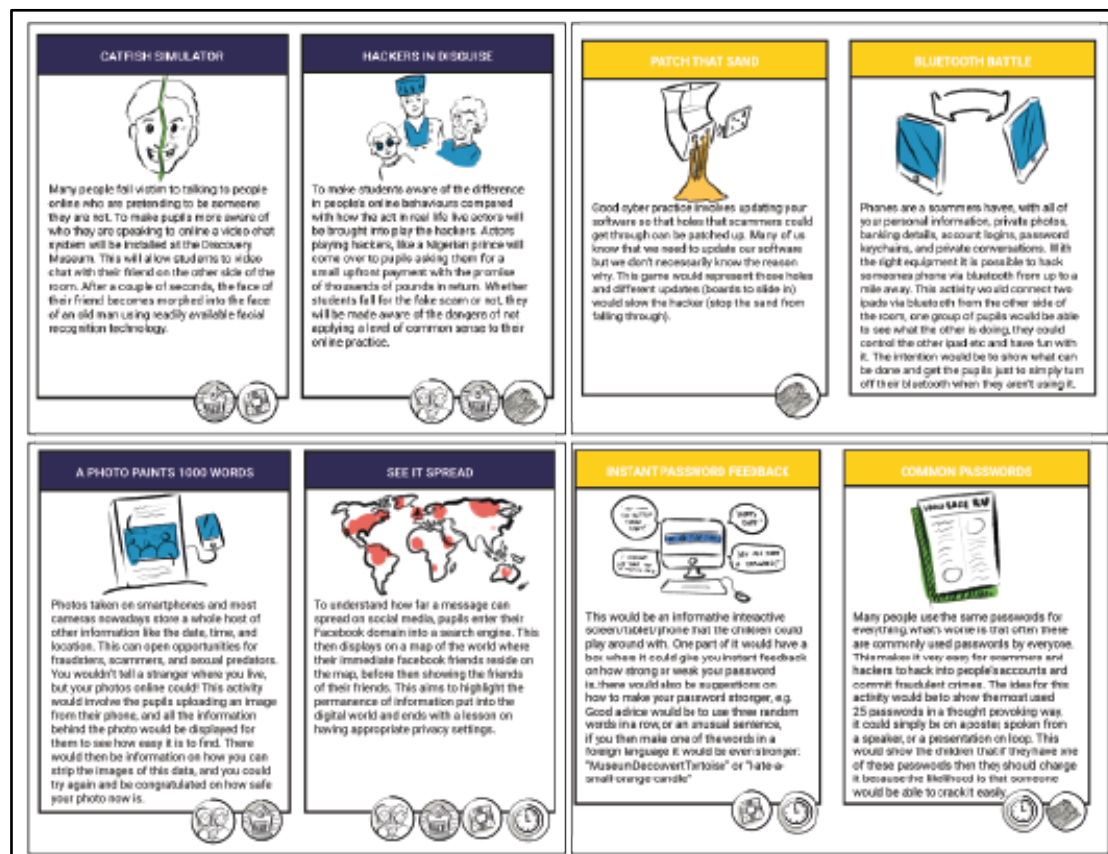 CATFISH SIMULATOR
Many people fall victim to talking to people
online who are pretending to be someone
they are not. To make pupils more aware of
who they are speaking to online a video chat
system will be installed at the Discovery
Museum. This will allow students to video
chat with their friend on the other side of the
room. After a couple of seconds, the face of
their friend becomes morphed into the face
of an old man using readily available facial
recognition technology.
HACKERS IN DISGUISE
To make students aware of the difference
in people's online behaviours compared
with how the act in real life live actors will
be brought into play the hackers. Actors
playing hackers, like a Nigerian prince will
come over to pupils asking them for a
small upfront payment with the promise
of thousands of pounds in return. Whether
students fall for the fake scam or not, they
will be made aware of the dangers of not
applying a level of common sense to their
online practice.
PATCH THAT SAND
Good cyber practice involves updating your
software so that holes that scammers could
get through can be patched up. Many of us
know that we need to update our software
but we don't necessarily know the reason
why. This game would represent those holes
and different updates (boards to slide in)
would slow the hacker (stop the sand from
falling through).
BLUETOOTH BATTLE
Phones are a scammers haven, with all of
your personal information, private photos,
banking details, account logins, password
keychains, and private conversations. With
the right equipment it is possible to hack
someones phone via bluetooth from up to a
mile away. This activity would connect two
ipads via bluetooth from the other side of
the room, one group of pupils would be able
to see what the other is doing, they could
control the other ipad etc and have fun with
it. The intention would be to show what can
be done and get the pupils just to simply turn
off their bluetooth when they aren't using it.
A PHOTO PAINTS 1000 WORDS
Photos taken on smartphones and most
cameras nowadays store a whole host of
other information like the date, time, and
location. This can open opportunities for
fraudsters, scammers, and sexual predators.
You wouldn't tell a stranger where you live,
but your photos online could! This activity
would involve the pupils uploading an image
from their phone, and all the information
behind the photo would be displayed for
them to see how easy it is to find. There
would then be information on how you can
strip the images of this data, and you could
try again and be congratulated on how safe
your photo now is.
SEE IT SPREAD
To understand how far a message can
spread on social media, pupils enter their
Facebook domain into a search engine. This
then displays on a map of the world where
their immediate facebook friends reside on
the map, before then showing the friends
of their friends. This aims to highlight the
permanence of information put into the
digital world and ends with a lesson on
having appropriate privacy settings.
INSTANT PASSWORD FEEDBACK
This would be an informative interactive
screen/tablet/phone that the children could
play around with. One part of it would have a
box where it could give you instant feedback
on how strong or weak your password
is, there would also be suggestions on
how to make your password stronger, e.g.
Good advice would be to use three random
words in a row, or an unusual sentence,
if you then make one of the words in a
foreign language it would be even stronger:
"MuseumDecouvertTortoise" or
small-orange-candle"
COMMON PASSWORDS
Many people use the same passwords for
everything, what's worse is that often these
are commonly used passwords by everyone.
This makes it very easy for scammers and
hackers to hack into people's accounts and
commit fraudulent crimes. The idea for this
activity would be to show the most used
25 passwords in a thought provoking way,
it could simply be on a poster, spoken from
a speaker, or a presentation on loop. This
would show the children that if they have one
of these passwords then they should change
it because the likelihood is that someone
would be able to crack it easily.